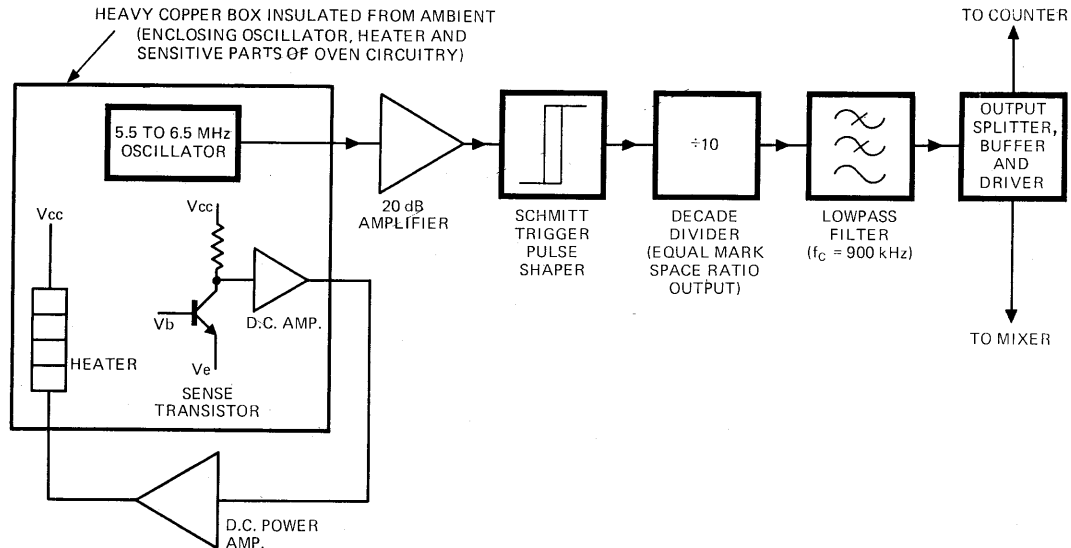 HEAVY COPPER BOX INSULATED FROM AMBIENT
(ENCLOSING OSCILLATOR, HEATER AND
SENSITIVE PARTS OF OVEN CIRCUITRY)
5.5 TO 6.5 MHz
OSCILLATOR
20 dB
AMPLIFIER
SCHMITT
TRIGGER
PULSE
SHAPER
÷10
DECADE
DIVIDER
(EQUAL MARK
SPACE RATIO
OUTPUT)
LOWPASS
FILTER
(fC = 900 kHz)
TO COUNTER
OUTPUT
SPLITTER,
BUFFER
AND
DRIVER
TO MIXER
Vcc
HEATER
Vcc
Vb
Ve
SENSE
TRANSISTOR
D.C. AMP.
D.C. POWER
AMP.